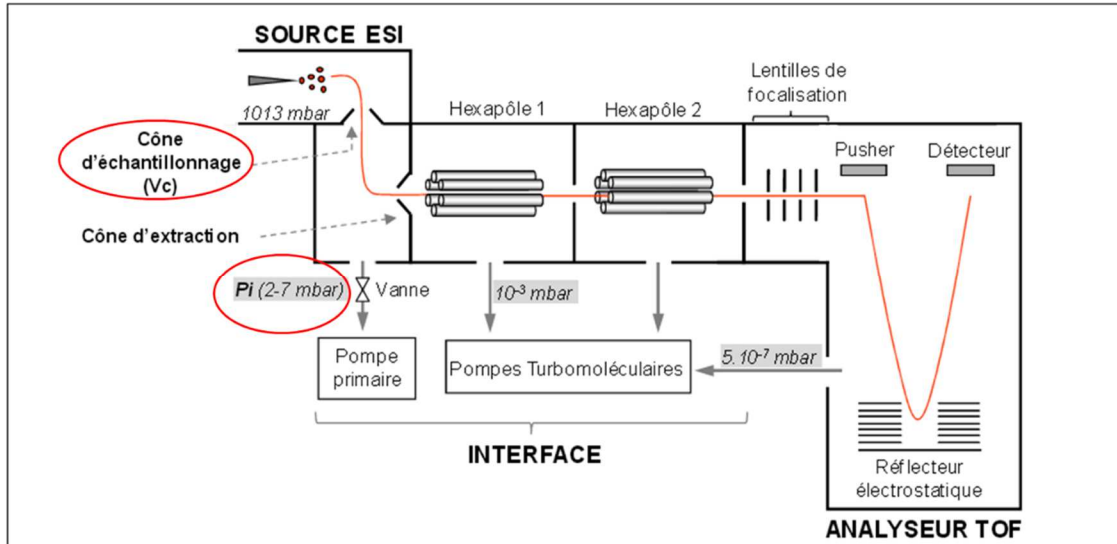 SOURCE ESI
1013 mbar
Cône
d'échantillonnage
(Vc)
Cône d'extraction
Hexapôle 1
Hexapôle 2
Lentilles de
focalisation
Pusher
Détecteur
Pi (2-7 mbar)
Vanne
10-³ mbar
Pompe
primaire
Pompes Turbomoléculaires
5.10-⁷ mbar
INTERFACE
Réflecteur
électrostatique
ANALYSEUR TOF